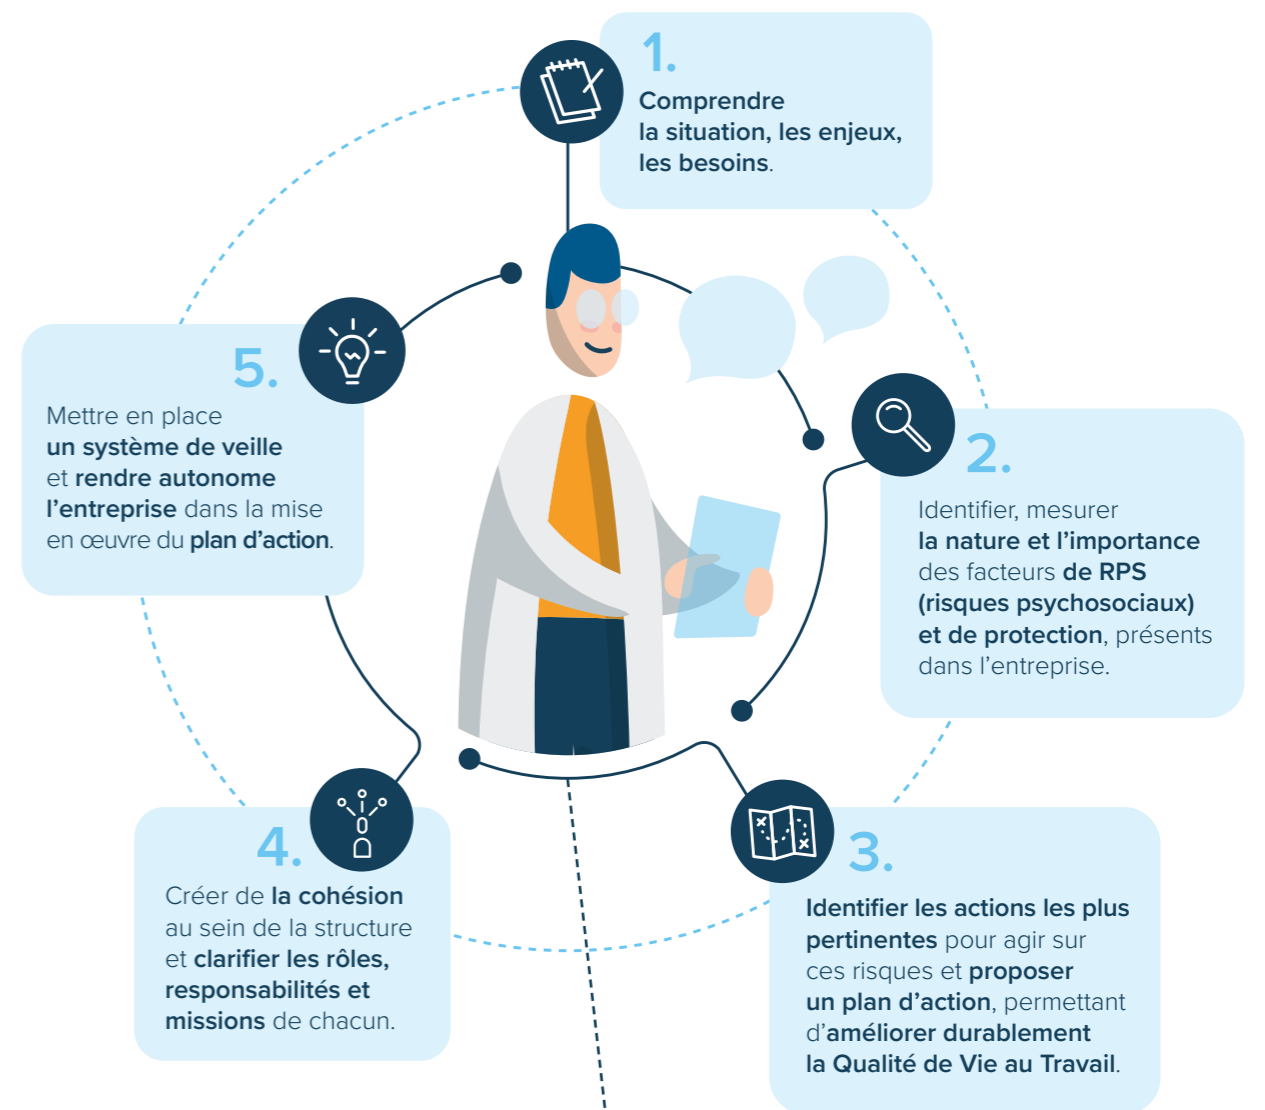 1.
Comprendre
la situation, les enjeux,
les besoins.
2.
Identifier, mesurer
la nature et l’importance
des facteurs de RPS
(risques psychosociaux)
et de protection, présents
dans l’entreprise.
3.
Identifier les actions les plus
pertinentes pour agir sur
ces risques et proposer
un plan d’action, permettant
d’améliorer durablement
la Qualité de Vie au Travail.
4.
Créer de la cohésion
au sein de la structure
et clarifier les rôles,
responsabilités et
missions de chacun.
5.
Mettre en place
un système de veille
et rendre autonome
l’entreprise dans la mise
en œuvre du plan d’action.